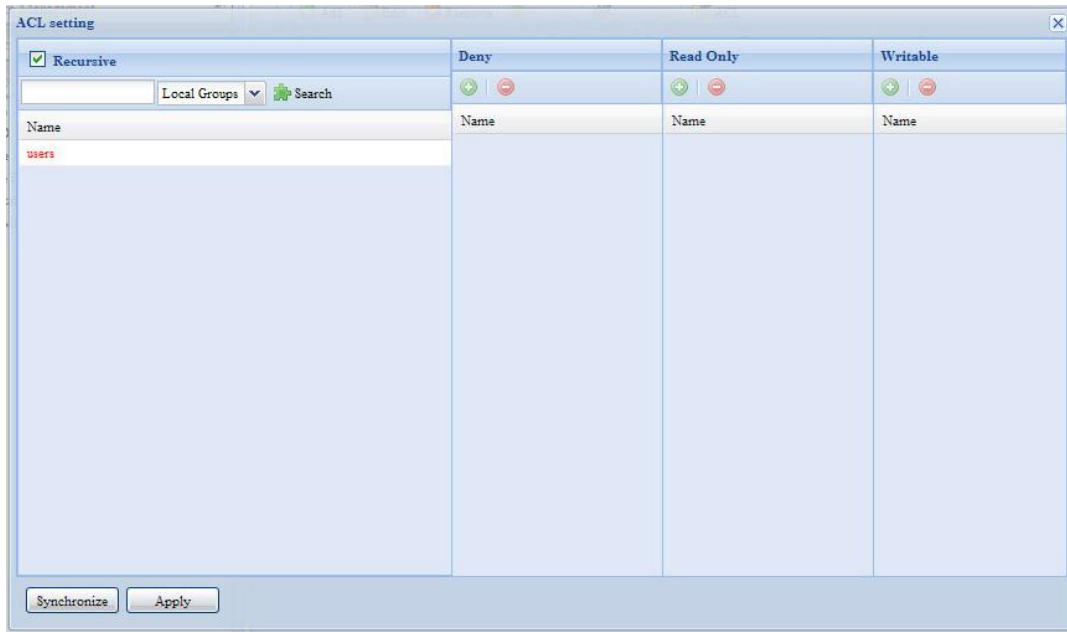 ACL setting
Recursive
Deny
Read Only
Writable
Local Groups
Search
Name
Name
Name
Name
users
Synchronize
Apply